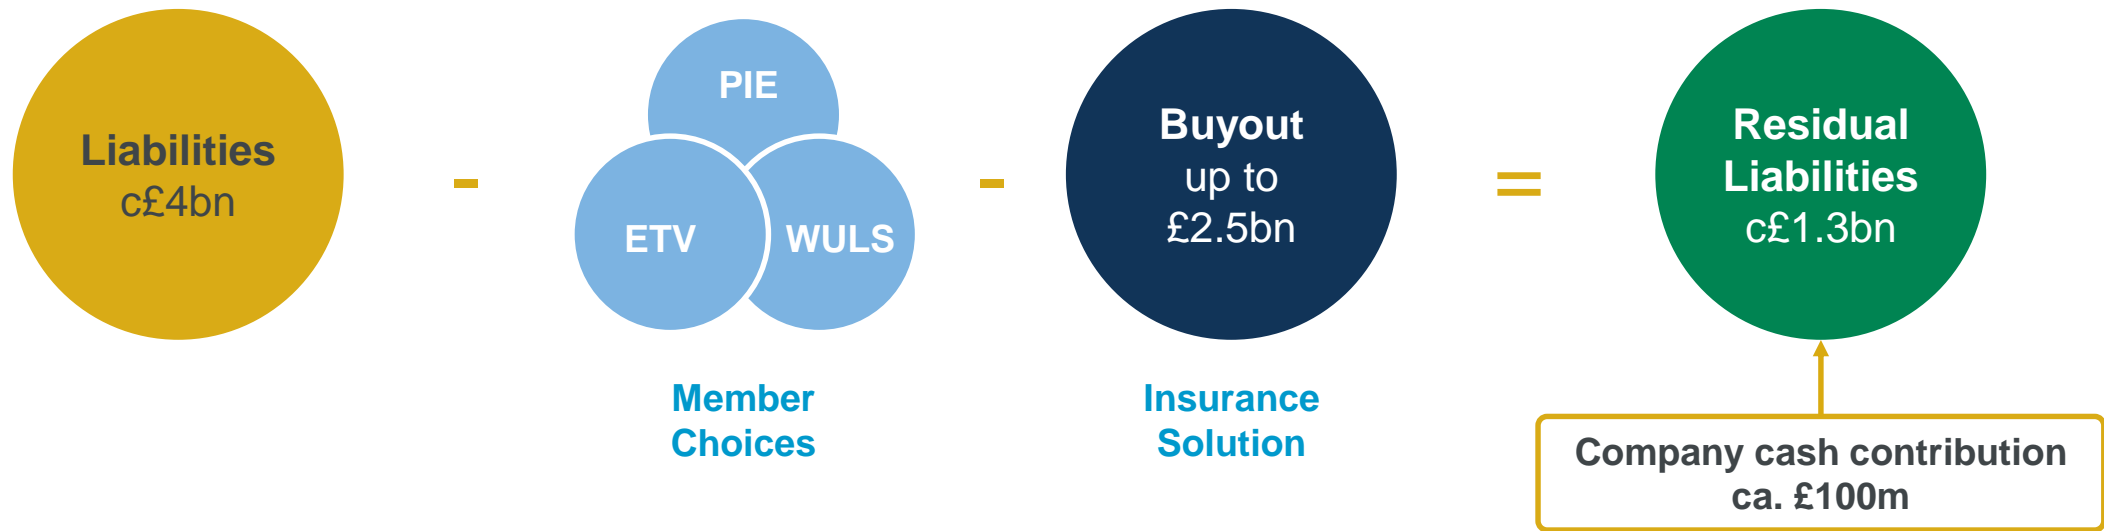 Liabilities
c£4bn
-
PIE
ETV
WULS
Member
Choices
-
Buyout
up to
£2.5bn
Insurance
Solution
=
Residual
Liabilities
c£1.3bn
Company cash contribution
ca. £100m